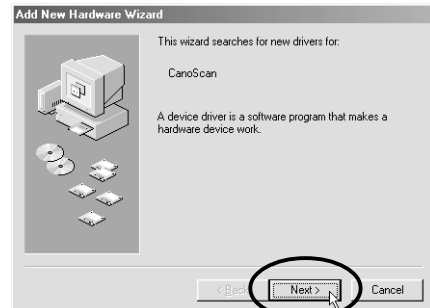 Add New Hardware Wizard
This wizard searches for new drivers for:
CanoScan
A device driver is a software program that makes a
hardware device work.
< Back
Next >
Cancel